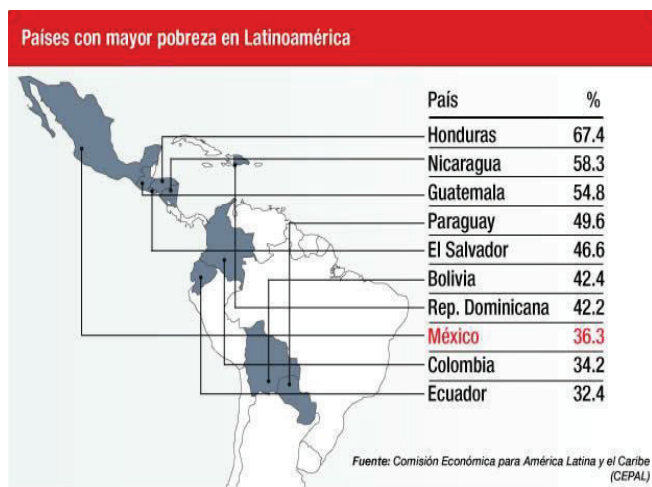 Países con mayor pobreza en Latinoamérica
País %
Honduras 67.4
Nicaragua 58.3
Guatemala 54.8
Paraguay 49.6
El Salvador 46.6
Bolivia 42.4
Rep. Dominicana 42.2
México 36.3
Colombia 34.2
Ecuador 32.4
Fuente: Comisión Económica para América Latina y el Caribe
(CEPAL)